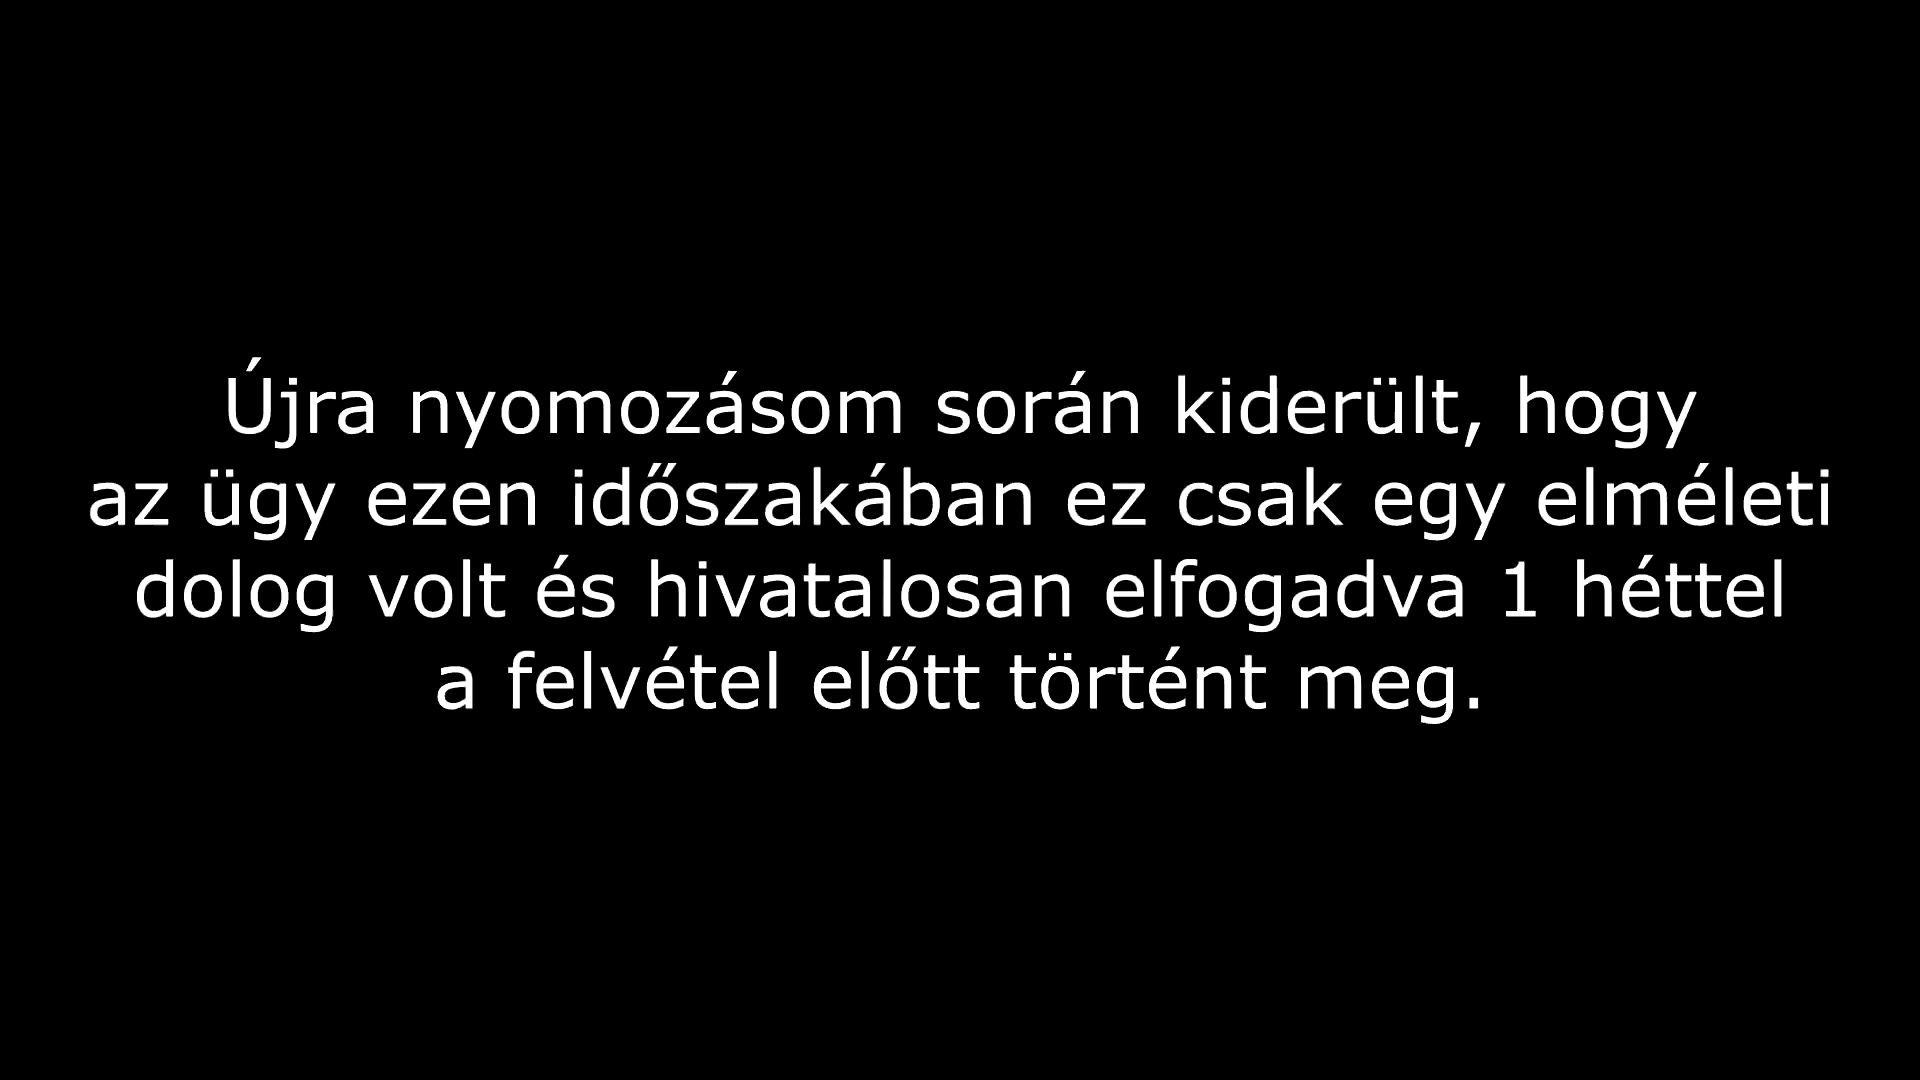 Újra nyomozásom során kiderült, hogy
az ügy ezen időszakában ez csak egy elméleti
dolog volt és hivatalosan elfogadva 1 héttel
a felvétel előtt történt meg.